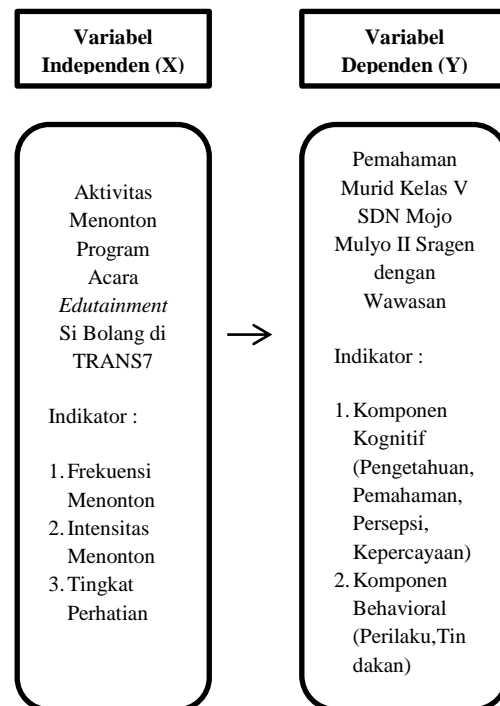 Variabel
Independen (X)
Variabel
Dependen (Y)
Aktivitas
Menonton
Program
Acara
Edutainment
Si Bolang di
TRANS7
Indikator :
1. Frekuensi
Menonton
2. Intensitas
Menonton
3. Tingkat
Perhatian
Pemahaman
Murid Kelas V
SDN Mojo
Mulyo II Sragen
dengan
Wawasan
Indikator :
1. Komponen
Kognitif
(Pengetahuan,
Pemahaman,
Persepsi,
Kepercayaan)
2. Komponen
Behavioral
(Perilaku,Tin
dakan)